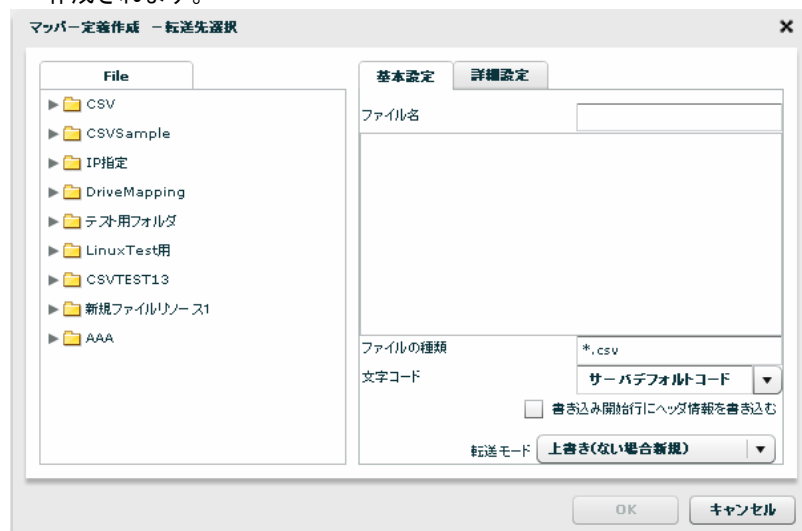 作成されます。
マッパー定義作成 －転送先選択
File
CSV
CSVSample
IP指定
DriveMapping
テスト用フォルダ
LinuxTest用
CSVTEST13
新規ファイルリソース1
AAA
基本設定 詳細設定
ファイル名
ファイルの種類 *.csv
文字コード サーバデフォルトコード
書き込み開始行にヘッダ情報を書き込む
転送モード 上書き(ない場合新規)
OK キャンセル